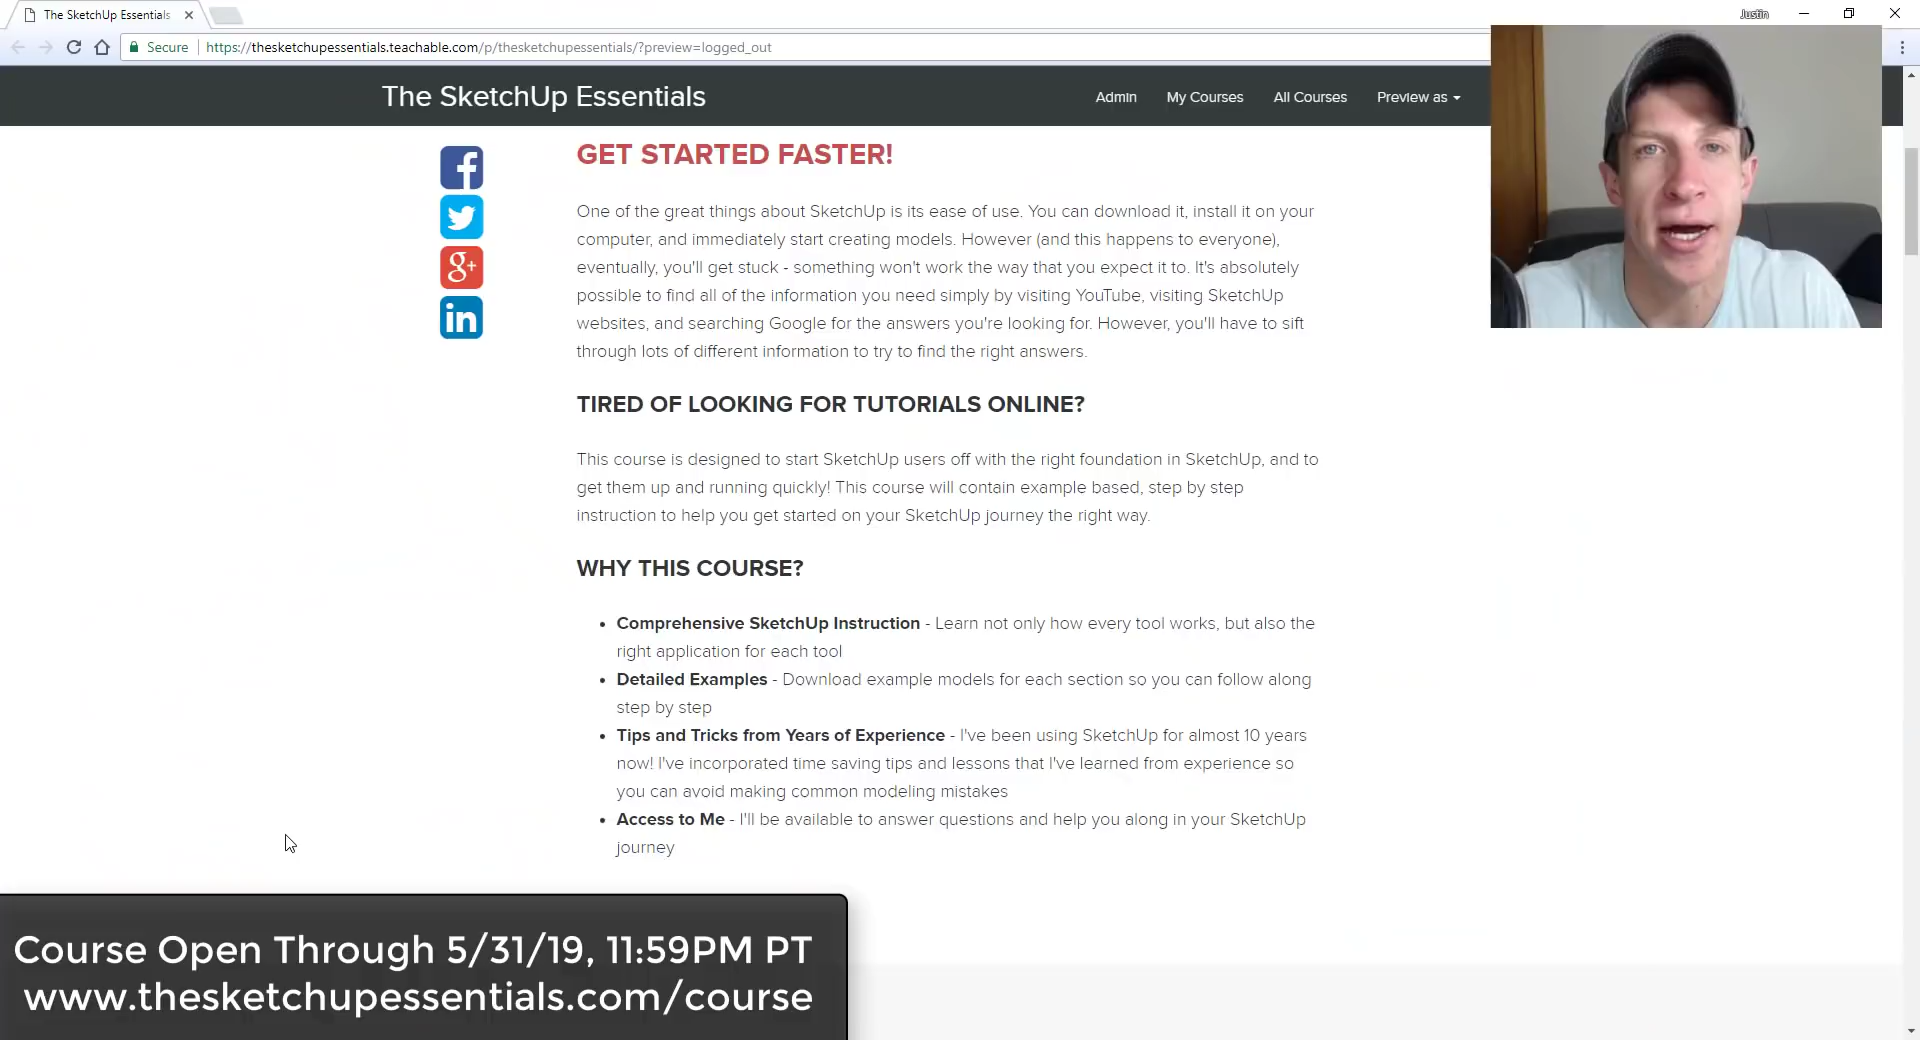 The SketchUp Essentials
Justin
Secure
https://thesketchupessentials.teachable.com/p/thesketchupessentials/?preview=logged_out
The SketchUp Essentials
Admin
My Courses
All Courses
Preview as
GET STARTED FASTER!
One of the great things about SketchUp is its ease of use. You can download it, install it on your
computer, and immediately start creating models. However (and this happens to everyone),
eventually, you'll get stuck - something won't work the way that you expect it to. It's absolutely
possible to find all of the information you need simply by visiting YouTube, visiting SketchUp
websites, and searching Google for the answers you're looking for. However, you'll have to sift
through lots of different information to try to find the right answers.
TIRED OF LOOKING FOR TUTORIALS ONLINE?
This course is designed to start SketchUp users off with the right foundation in SketchUp, and to
get them up and running quickly! This course will contain example based, step by step
instruction to help you get started on your SketchUp journey the right way.
WHY THIS COURSE?
• Comprehensive SketchUp Instruction - Learn not only how every tool works, but also the
right application for each tool
• Detailed Examples - Download example models for each section so you can follow along
step by step
• Tips and Tricks from Years of Experience - I've been using SketchUp for almost 10 years
now! I've incorporated time saving tips and lessons that I've learned from experience so
you can avoid making common modeling mistakes
• Access to Me - I'll be available to answer questions and help you along in your SketchUp
journey
Course Open Through 5/31/19, 11:59PM PT
www.thesketchupessentials.com/course